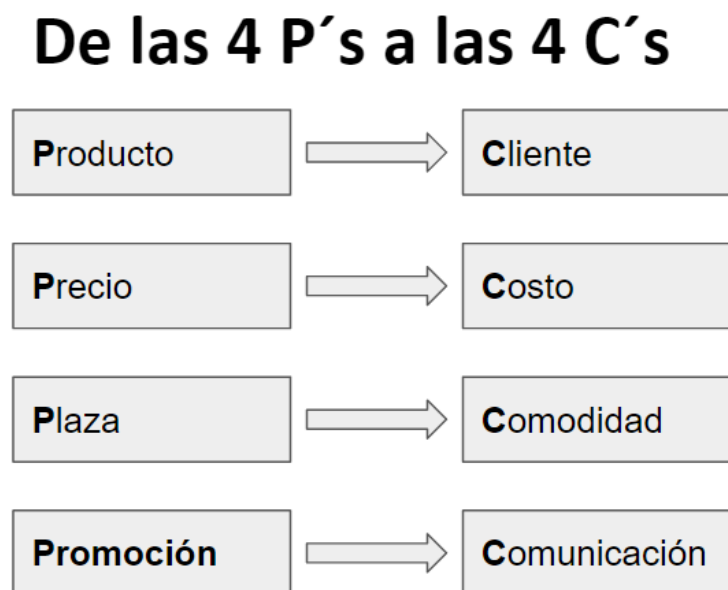 De las 4 P´s a las 4 C´s
Producto
Cliente
Precio
Costo
Plaza
Comodidad
Promoción
Comunicación